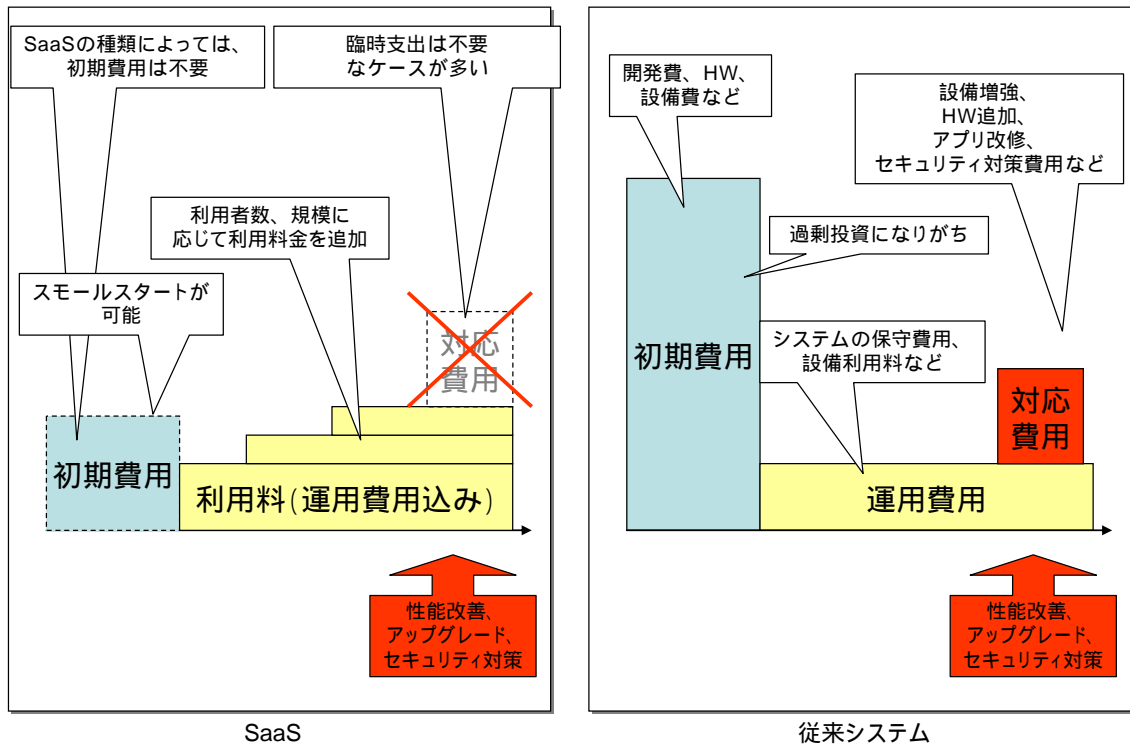 SaaSの種類によっては、
初期費用は不要
臨時支出は不要
なケースが多い
利用者数、規模に
応じて利用料金を追加
スモールスタートが
可能
対応
費用
初期費用
利用料(運用費用込み)
性能改善、
アップグレード、
セキュリティ対策
SaaS
開発費、HW、
設備費など
設備増強、
HW追加、
アプリ改修、
セキュリティ対策費用など
過剰投資になりがち
システムの保守費用、
設備利用料など
初期費用
対応
費用
運用費用
性能改善、
アップグレード、
セキュリティ対策
従来システム